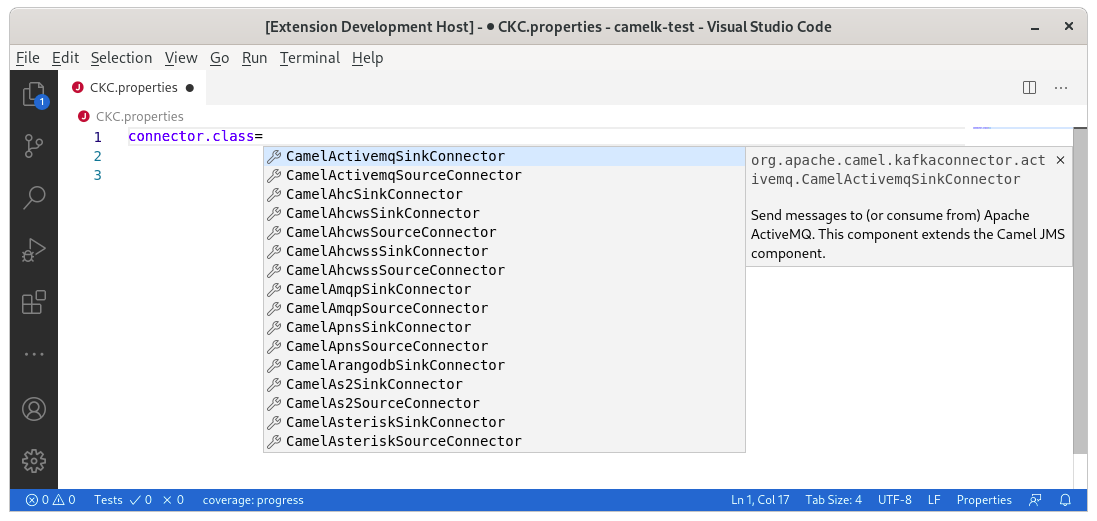 [Extension Development Host] - ● CKC.properties - camelk-test - Visual Studio Code
File Edit Selection View Go Run Terminal Help
1
CKC.properties
CKC.properties
1 connector.class=
2
3
CamelActivemqSinkConnector
CamelActivemqSourceConnector
CamelAhcSinkConnector
CamelAhcwsSinkConnector
CamelAhcwsSourceConnector
CamelAhcwssSinkConnector
CamelAhcwssSourceConnector
CamelAmqpSinkConnector
CamelAmqpSourceConnector
CamelApnsSinkConnector
CamelApnsSourceConnector
CamelArangodbSinkConnector
CamelAs2SinkConnector
CamelAs2SourceConnector
CamelAsteriskSinkConnector
CamelAsteriskSourceConnector
org.apache.camel.kafkaconnector.act
ivemq.CamelActivemqSinkConnector
Send messages to (or consume from) Apache
ActiveMQ. This component extends the Camel JMS
component.
0 0 Tests ✓ 0 × 0 coverage: progress Ln 1, Col 17 Tab Size: 4 UTF-8 LF Properties